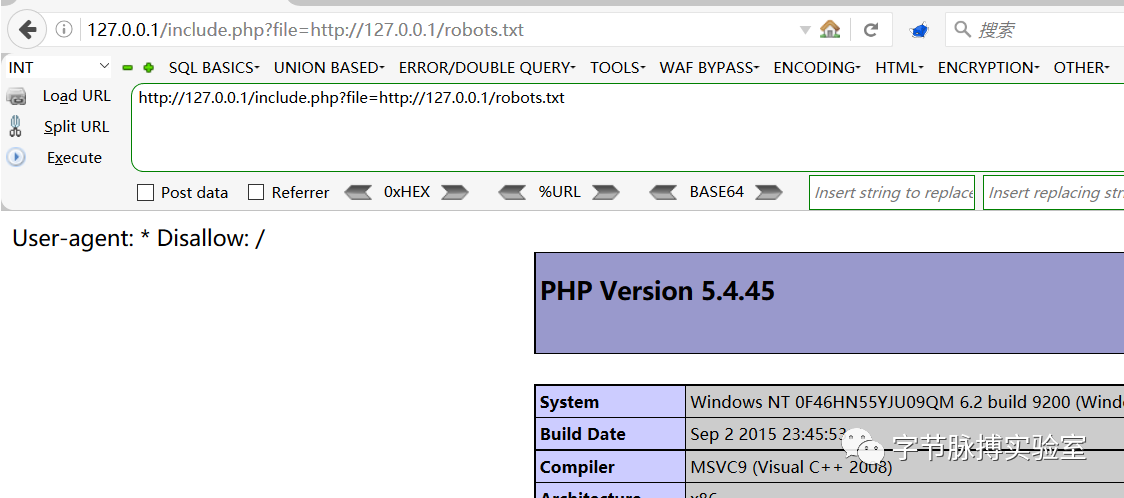 127.0.0.1/include.php?file=http://127.0.0.1/robots.txt
搜索
INT SQL BASICS UNION BASED ERROR/DOUBLE QUERY TOOLS WAF BYPASS ENCODING HTML ENCRYPTION OTHER
Load URL http://127.0.0.1/include.php?file=http://127.0.0.1/robots.txt
Split URL
Execute
Post data Referrer 0xHEX %URL BASE64 Insert string to replace Insert replacing str
User-agent: * Disallow: /
PHP Version 5.4.45
System Windows NT 0F46HN55YJU09QM 6.2 build 9200 (Wind
Build Date Sep 2 2015 23:45:53
字节脉搏实验室
Compiler MSVC9 (Visual C++ 2008)
Architecture x86